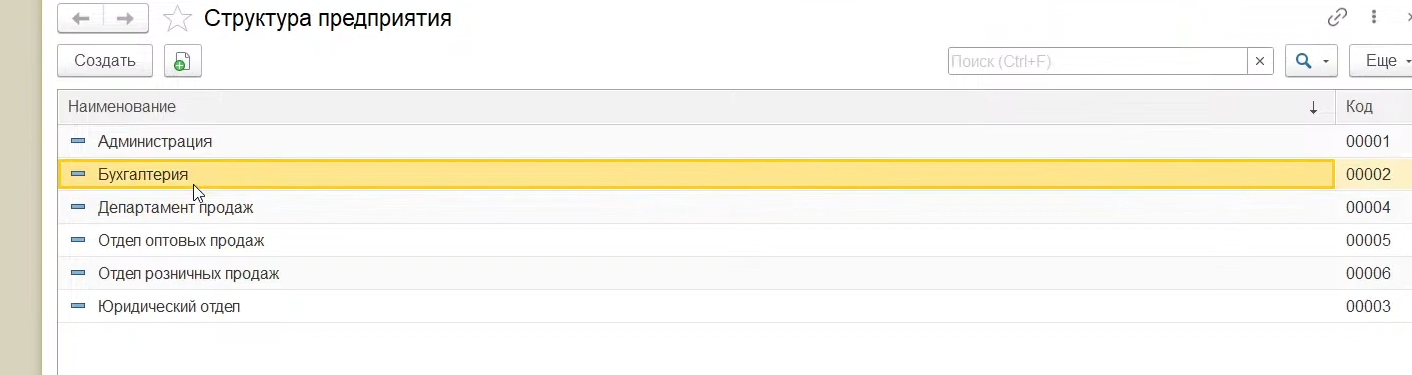 Структура предприятия
Создать
Поиск (Ctrl+F)
Еще
Наименование Код
Администрация 00001
Бухгалтерия 00002
Департамент продаж 00004
Отдел оптовых продаж 00005
Отдел розничных продаж 00006
Юридический отдел 00003